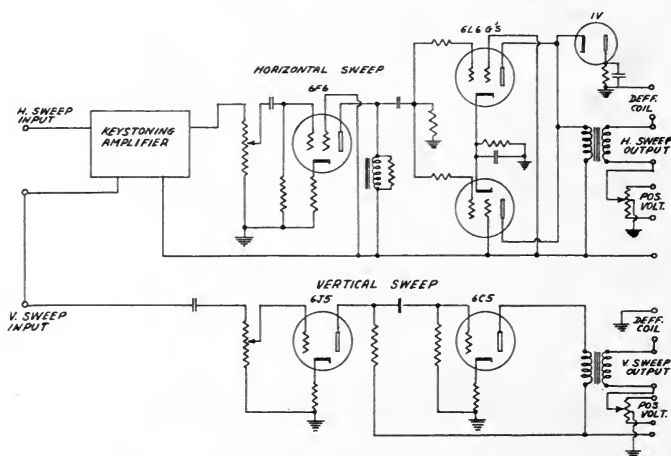 1V
6L6 G'S
HORIZONTAL SWEEP
6F6
DEFF.
COIL
H. SWEEP
INPUT
KEYSTONING
AMPLIFIER
H. SWEEP
OUTPUT
POS.
VOLT.
VERTICAL SWEEP
6J5
6C5
V. SWEEP
INPUT
DEFF.
COIL
V. SWEEP
OUTPUT
POS.
VOLT.